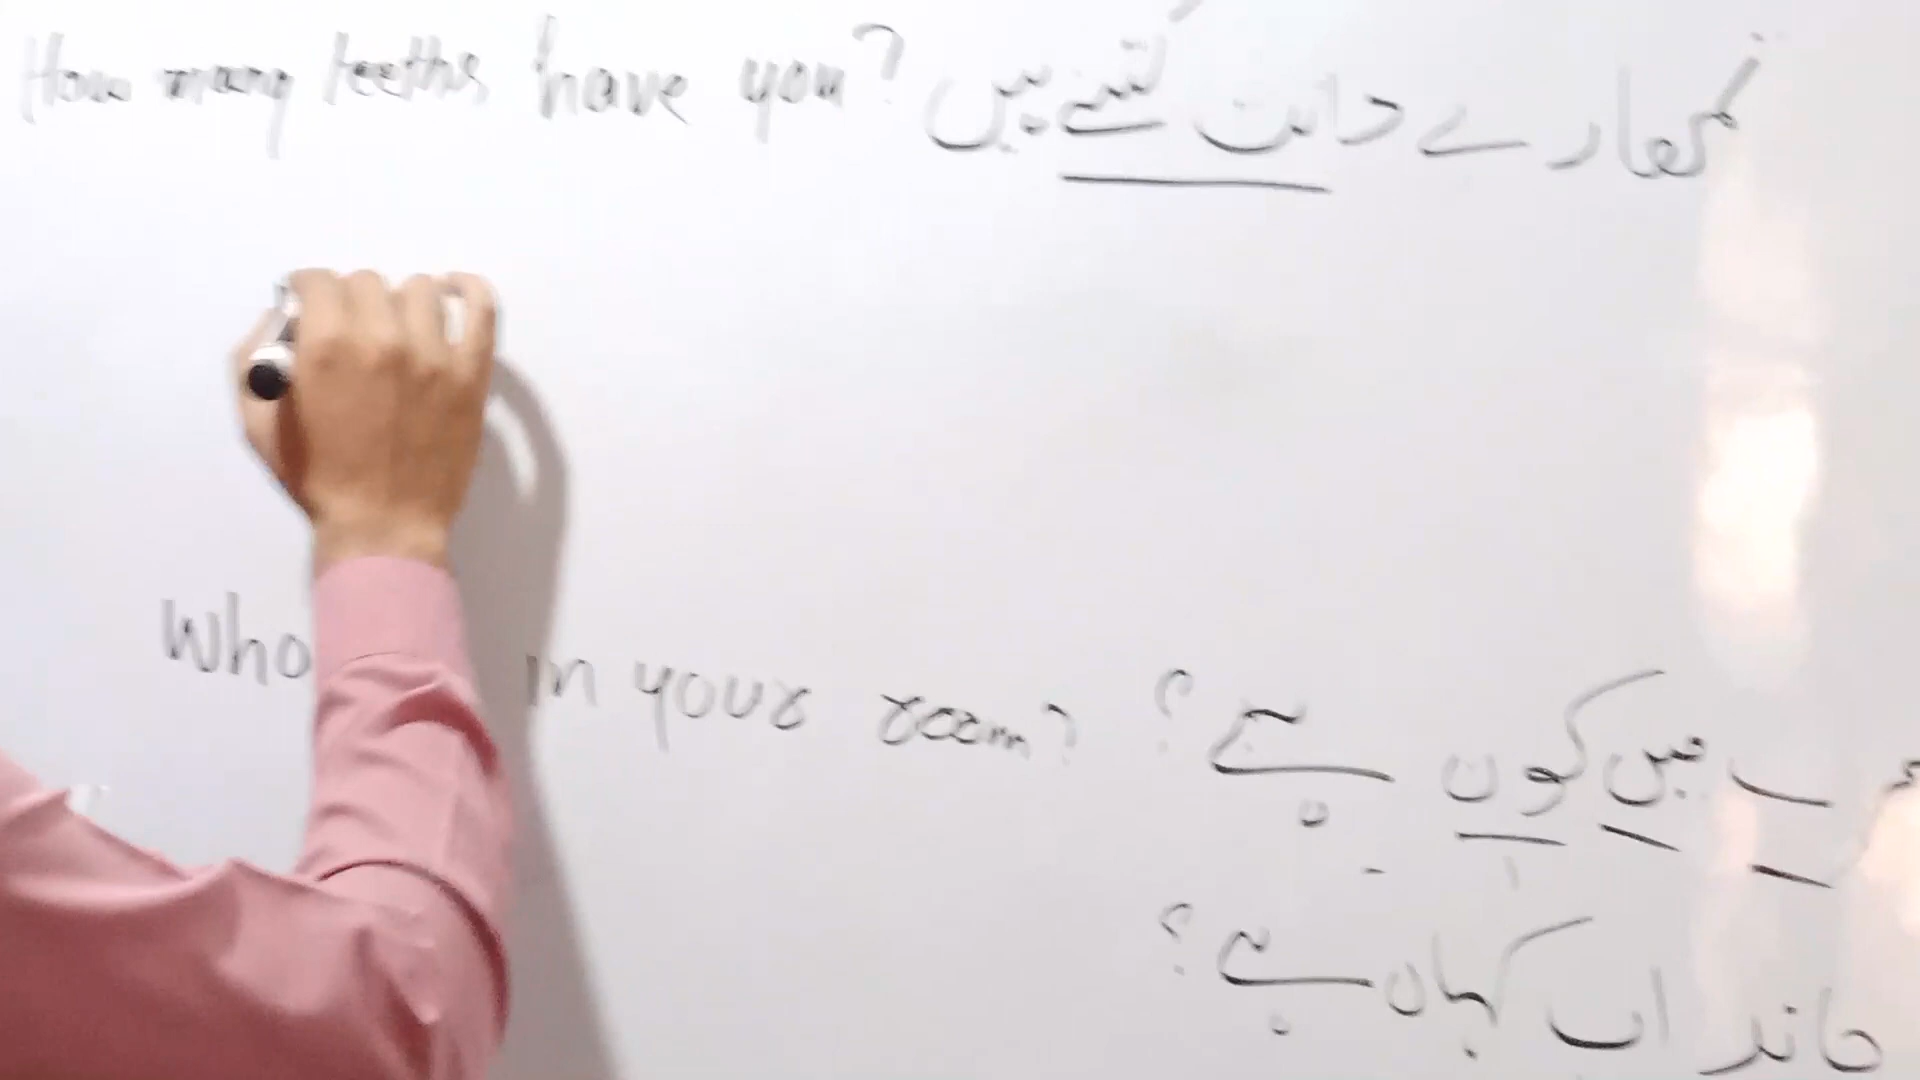 How many teeths have you? تمھارے دانت کتنے ہیں
Who in your room? میں کون ہے؟
چاند اب کہاں ہے؟